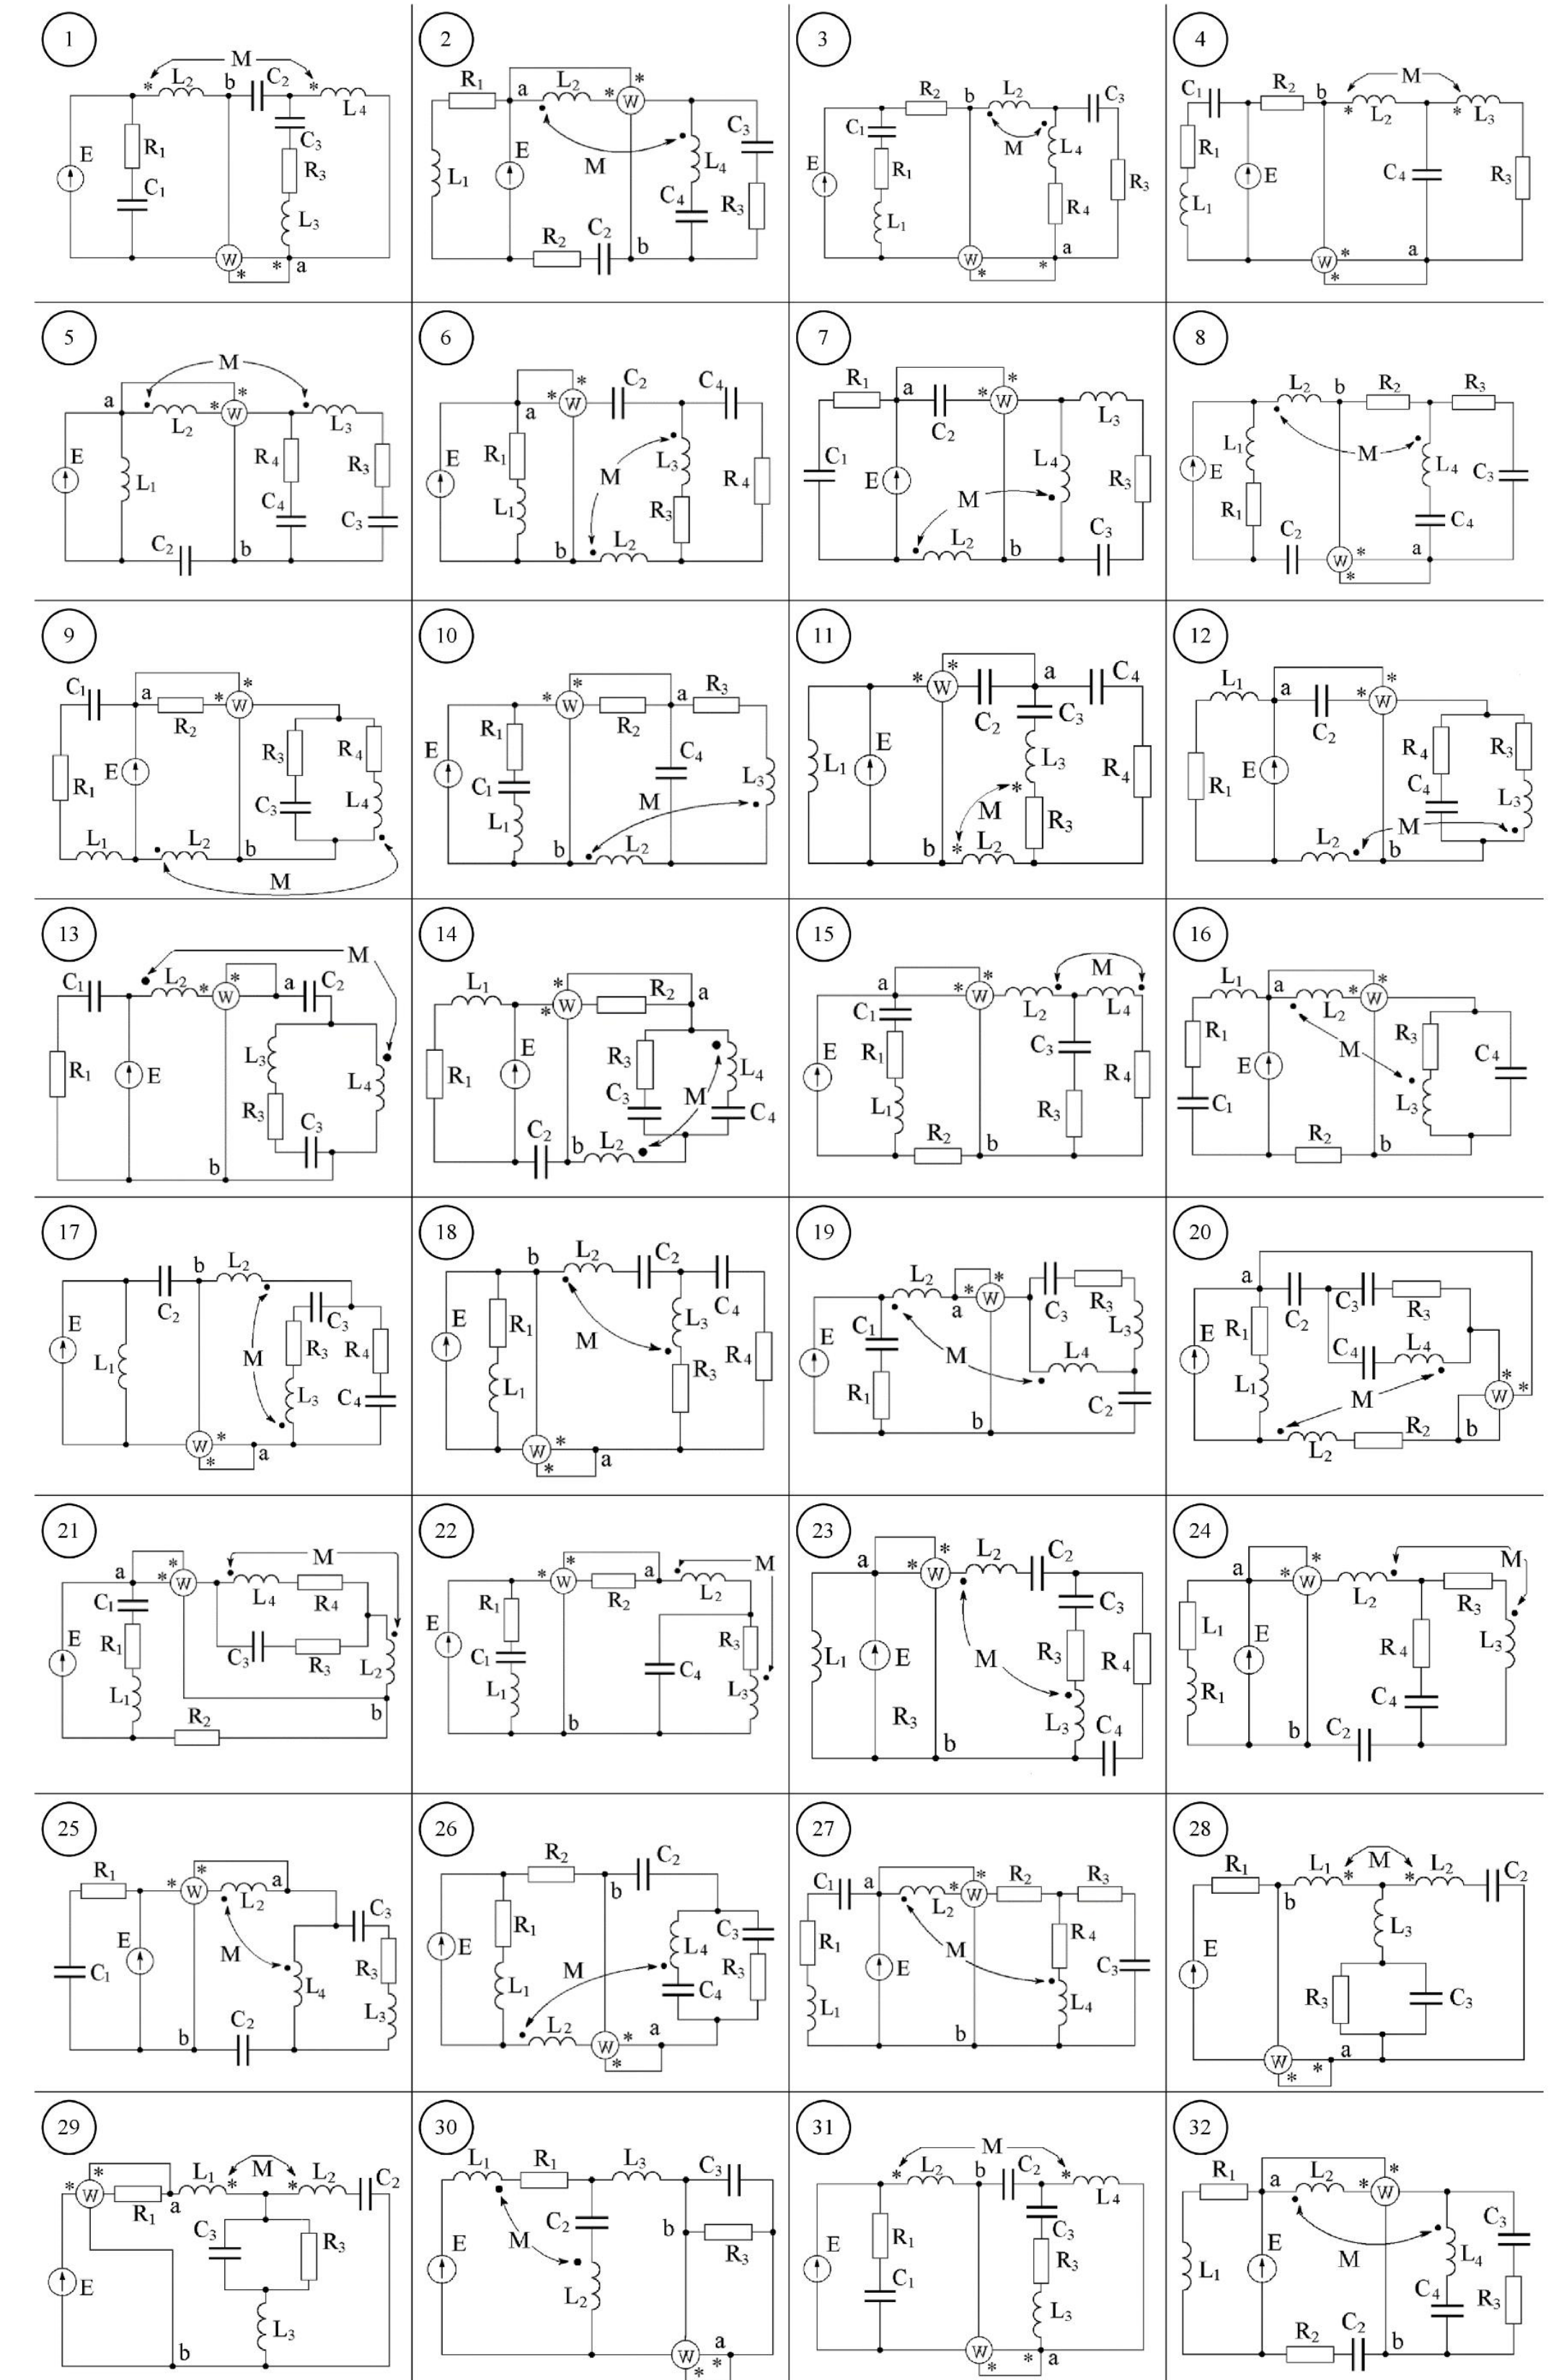 1
M
* L2 b C2 * L4
E R1 C3
C1 R3
L3
W * * a
2
R1 a L2 * W *
E M C3
L1 L4
C4 R3
R2 C2 b
3
R2 b L2 C3
C1 M L4
E R1 R3
L1 R4
W * * a
4
C1 R2 b M
* L2 * L3
R1 E C4 R3
L1
W * a
*
5
M
a L2 * W *
L3
E L1 R4 R3
C4 C3
C2 b
6
* W * C2 C4
a
E R1 M L3 R4
L1 R3
b L2
7
R1 a C2 * W * L3
C1 E L4 R3
M
L2 b C3
8
L2 b R2 R3
L1 M L4 C3
E R1 C4
C2 W * a
*
9
C1 a R2 * W *
R3 R4
R1 E C3 L4
L1 L2 b
M
10
* W * R2 a R3
E R1 C4
C1 M L3
L1
b L2
11
* W * C2 a C4
C3
L1 E L3 R4
M *
R3
b * L2
12
L1 a C2 * W *
R4 R3
R1 E C4 L3
L2 M
b
13
M
C1 L2 * W * a C2
L3
R1 E L4
R3 C3
b
14
L1 * W * R2 a
E R3 L4
R1 C3 M C4
C2 b L2
15
M
a * W * L2 L4
C1 C3
E R1 R4
L1 R3
R2 b
16
L1 a L2 * W *
R1 M R3 C4
E L3
C1
R2 b
17
b L2
C2 C3
E R3 R4
L1 M L3 C4
W * * a
18
b L2 C2
C4
E R1 L3
M R3 R4
L1
W * * a
19
L2 a * W * C3 R3
C1 L3
E M L4
R1 C2
b
20
a
C2 C3 R3
E R1 C4 L4
L1 M W * *
L2 R2 b
21
M
a * W L4 R4
C1
E R1 C3 R3 L2
L1
R2 b
22
* W * R2 a L2 M
E R1 R3
C1 C4
L1 L3
b
23
a * W * L2 C2
C3
L1 E M R3 R4
R3 L3 C4
b
24
M
a * W * L2 R3
L1 E R4 L3
R1 C4
b C2
25
R1 * W * L2 a
C3
E M R3
C1 L4 L3
b C2
26
R2 b C2
R1 L4 C3
E M R3
L1 C4
L2 W * * a
27
C1 a L2 * W * R2 R3
R1 M R4
E C3
L1 L4
b
28
R1 b L1 * M * L2 C2
L3
E R3 C3
W * * a
29
* W * R1 a L1 * M * L2 C2
C3 R3
E L3
b
30
L1 R1 L3 C3
C2 b
E M R3
L2
W * * a
31
M
* L2 b C2 * L4
E R1 C3
C1 R3
L3
W * * a
32
R1 a L2 * W *
E M C3
L1 L4
C4 R3
R2 C2 b